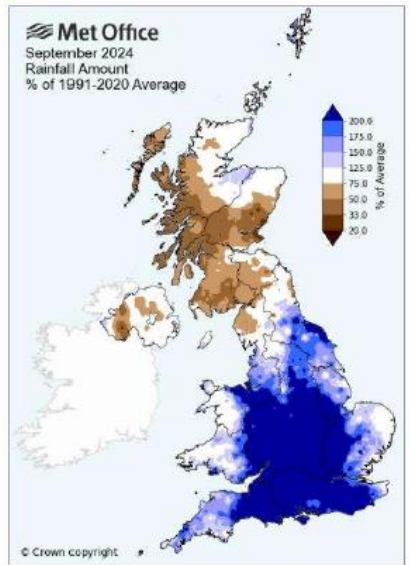 Met Office
September 2024
Rainfall Amount
% of 1991-2020 Average
200.0
175.0
150.0
125.0
75.0
50.0
33.0
20.0
% of Average
© Crown copyright